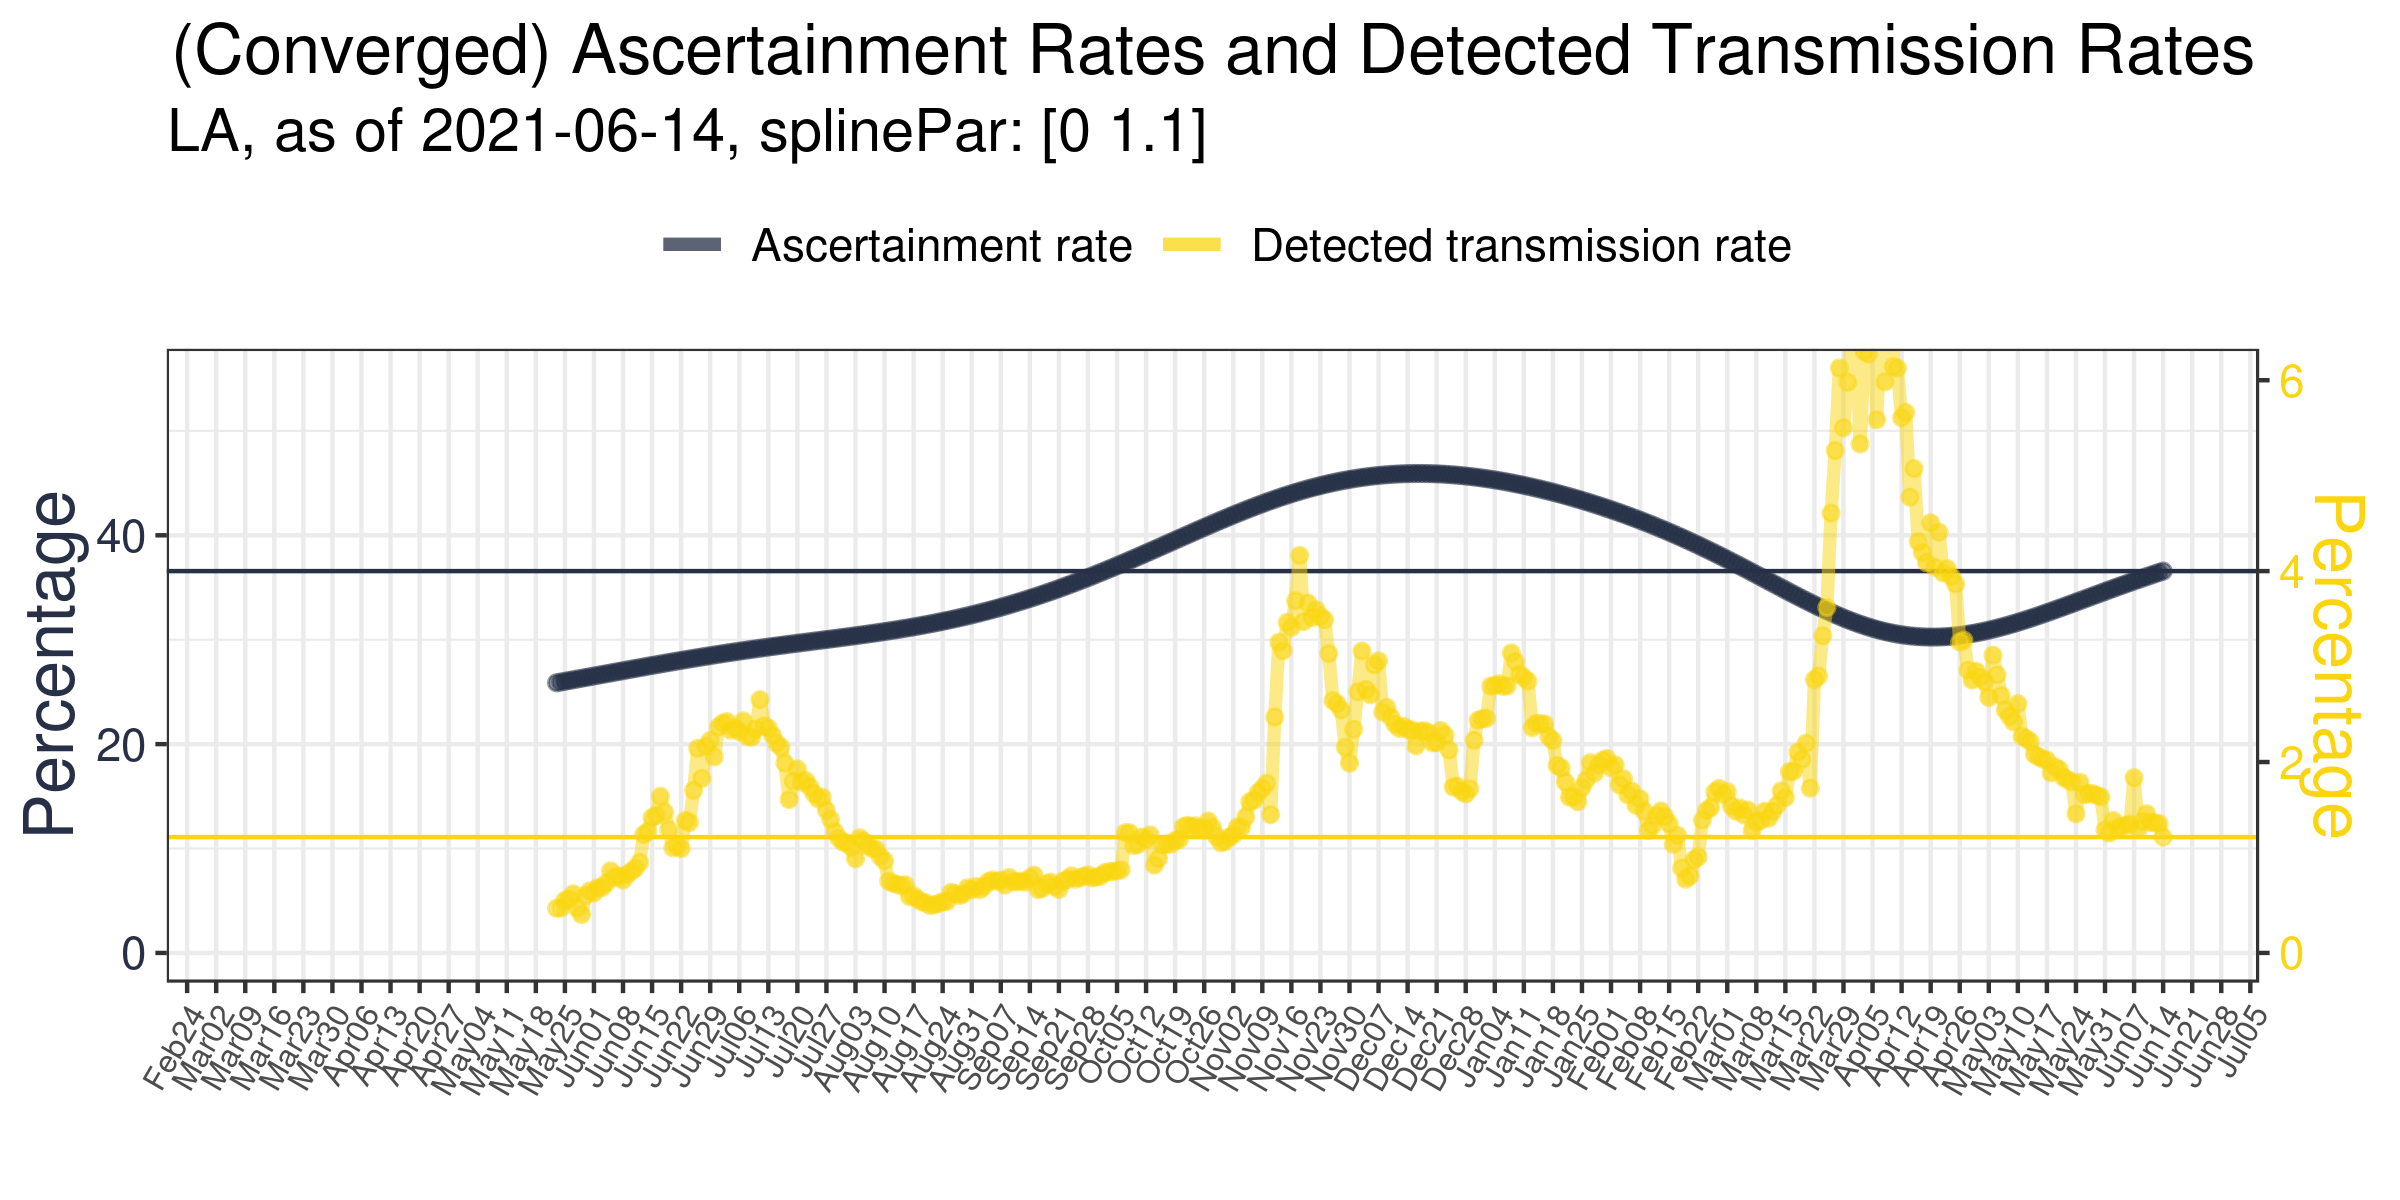 (Converged) Ascertainment Rates and Detected Transmission Rates
LA, as of 2021-06-14, splinePar: [0 1.1]
Ascertainment rate Detected transmission rate
Percentage
40
20
0
6
4
2
0
Percentage
Feb24 Mar02 Mar09 Mar16 Mar23 Mar30 Apr06 Apr13 Apr20 Apr27 May04 May11 May18 May25 Jun01 Jun08 Jun15 Jun22 Jun29 Jul06 Jul13 Jul20 Jul27 Aug03 Aug10 Aug17 Aug24 Aug31 Sep07 Sep14 Sep21 Sep28 Oct05 Oct12 Oct19 Oct26 Nov02 Nov09 Nov16 Nov23 Nov30 Dec07 Dec14 Dec21 Dec28 Jan04 Jan11 Jan18 Jan25 Feb01 Feb08 Feb15 Feb22 Mar01 Mar08 Mar15 Mar22 Mar29 Apr05 Apr12 Apr19 Apr26 May03 May10 May17 May24 May31 Jun07 Jun14 Jun21 Jun28 Jul05